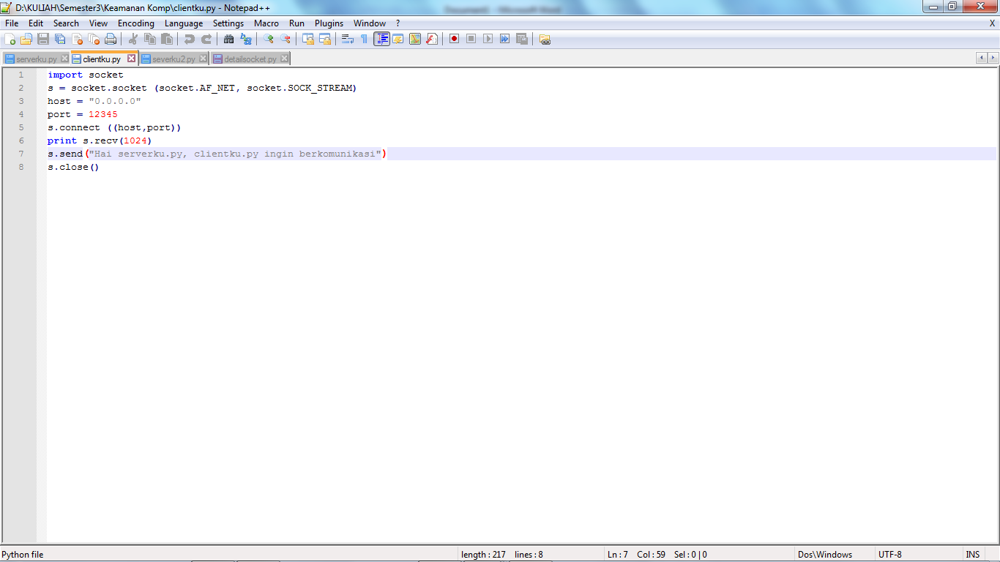 D:\KULIAH\Semester3\Keamanan Komp\clientku.py - Notepad++
File Edit Search View Encoding Language Settings Macro Run Plugins Window ? X
serverku.py clientku.py severku2.py detailsocket.py
1 import socket
2 s = socket.socket (socket.AF_NET, socket.SOCK_STREAM)
3 host = "0.0.0.0"
4 port = 12345
5 s.connect ((host,port))
6 print s.recv(1024)
7 s.send("Hai serverku.py, clientku.py ingin berkomunikasi")
8 s.close()
Python file length : 217 lines : 8 Ln : 7 Col : 59 Sel : 0 | 0 Dos\Windows UTF-8 INS